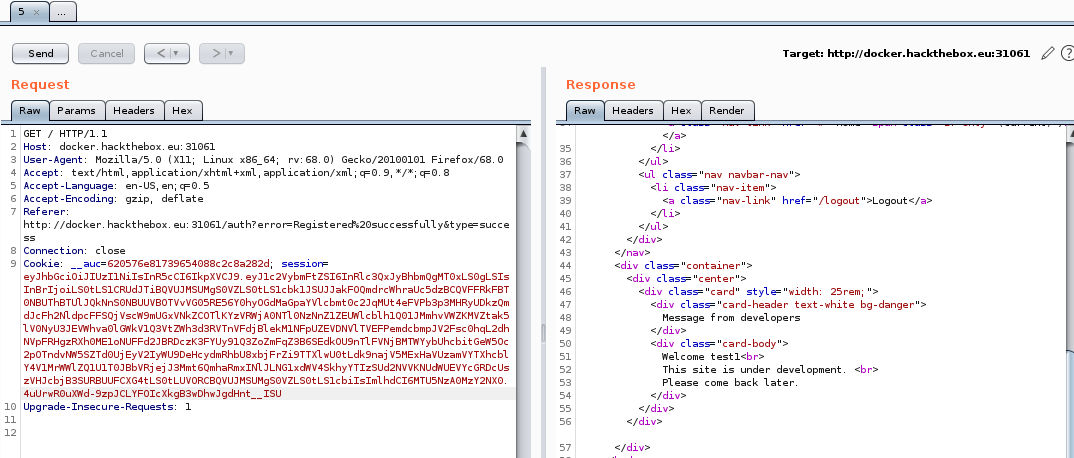 5 × ...
Send Cancel < > Target: http://docker.hackthebox.eu:31061
Request
Raw Params Headers Hex
1 GET / HTTP/1.1
2 Host: docker.hackthebox.eu:31061
3 User-Agent: Mozilla/5.0 (X11; Linux x86_64; rv:68.0) Gecko/20100101 Firefox/68.0
4 Accept: text/html,application/xhtml+xml,application/xml;q=0.9,*/*;q=0.8
5 Accept-Language: en-US,en;q=0.5
6 Accept-Encoding: gzip, deflate
7 Referer:
http://docker.hackthebox.eu:31061/auth?error=Registered%20successfully&type=succe
ss
8 Connection: close
9 Cookie: __auc=620576e81739654088c2c8a282d; session=
eyJhbGciOiJIUzI1NiIsInR5cCI6IkpXVCJ9.eyJ1c2VybmFtZSI6InRlc3QxJyBhbmQgMT0xLS0gLSIs
InBrIjoiLS0tLS1CRUdJTiBQVUJMSUMgS0VZLS0tLS1cbk1JSUJJakFOQmdrcWhraUc5dzBCQVFFRkFBT
10 Upgrade-Insecure-Requests: 1
11
12
Response
Raw Headers Hex Render
</a>
35 </li>
36 </ul>
37 <ul class="nav navbar-nav">
38 <li class="nav-item">
39 <a class="nav-link" href="/logout">Logout</a>
40 </li>
41 </ul>
42 </div>
43 </nav>
44 <div class="container">
45 <div class="center">
46 <div class="card" style="width: 25rem;">
47 <div class="card-header text-white bg-danger">
48 Message from developers
49 </div>
50 <div class="card-body">
51 Welcome test1<br>
52 This site is under development. <br>
53 Please come back later.
54 </div>
55 </div>
56 </div>
57 </div>